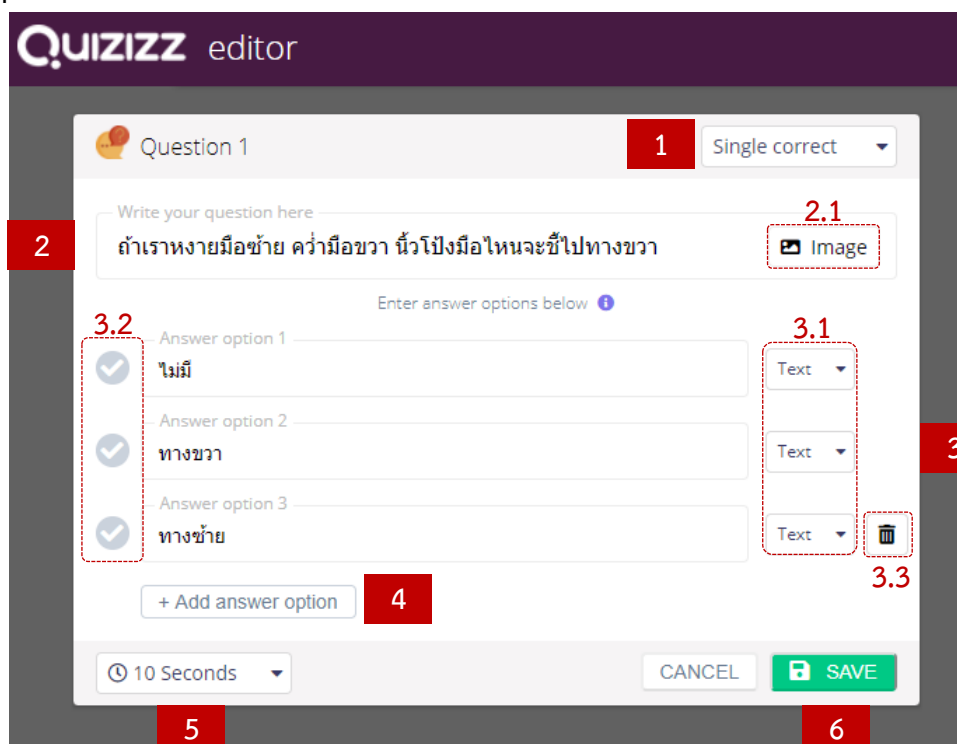 Quizizz editor
Question 1
1
Single correct
Write your question here
2.1
2
ถ้าเราหงายมือซ้าย คว่ำมือขวา นิ้วโป้งมือไหนจะชี้ไปทางขวา
Image
Enter answer options below
3.2
3.1
Answer option 1
ไม่มี
Text
Answer option 2
ทางขวา
Text
3
Answer option 3
ทางซ้าย
Text
3.3
+ Add answer option
4
10 Seconds
CANCEL
SAVE
5
6